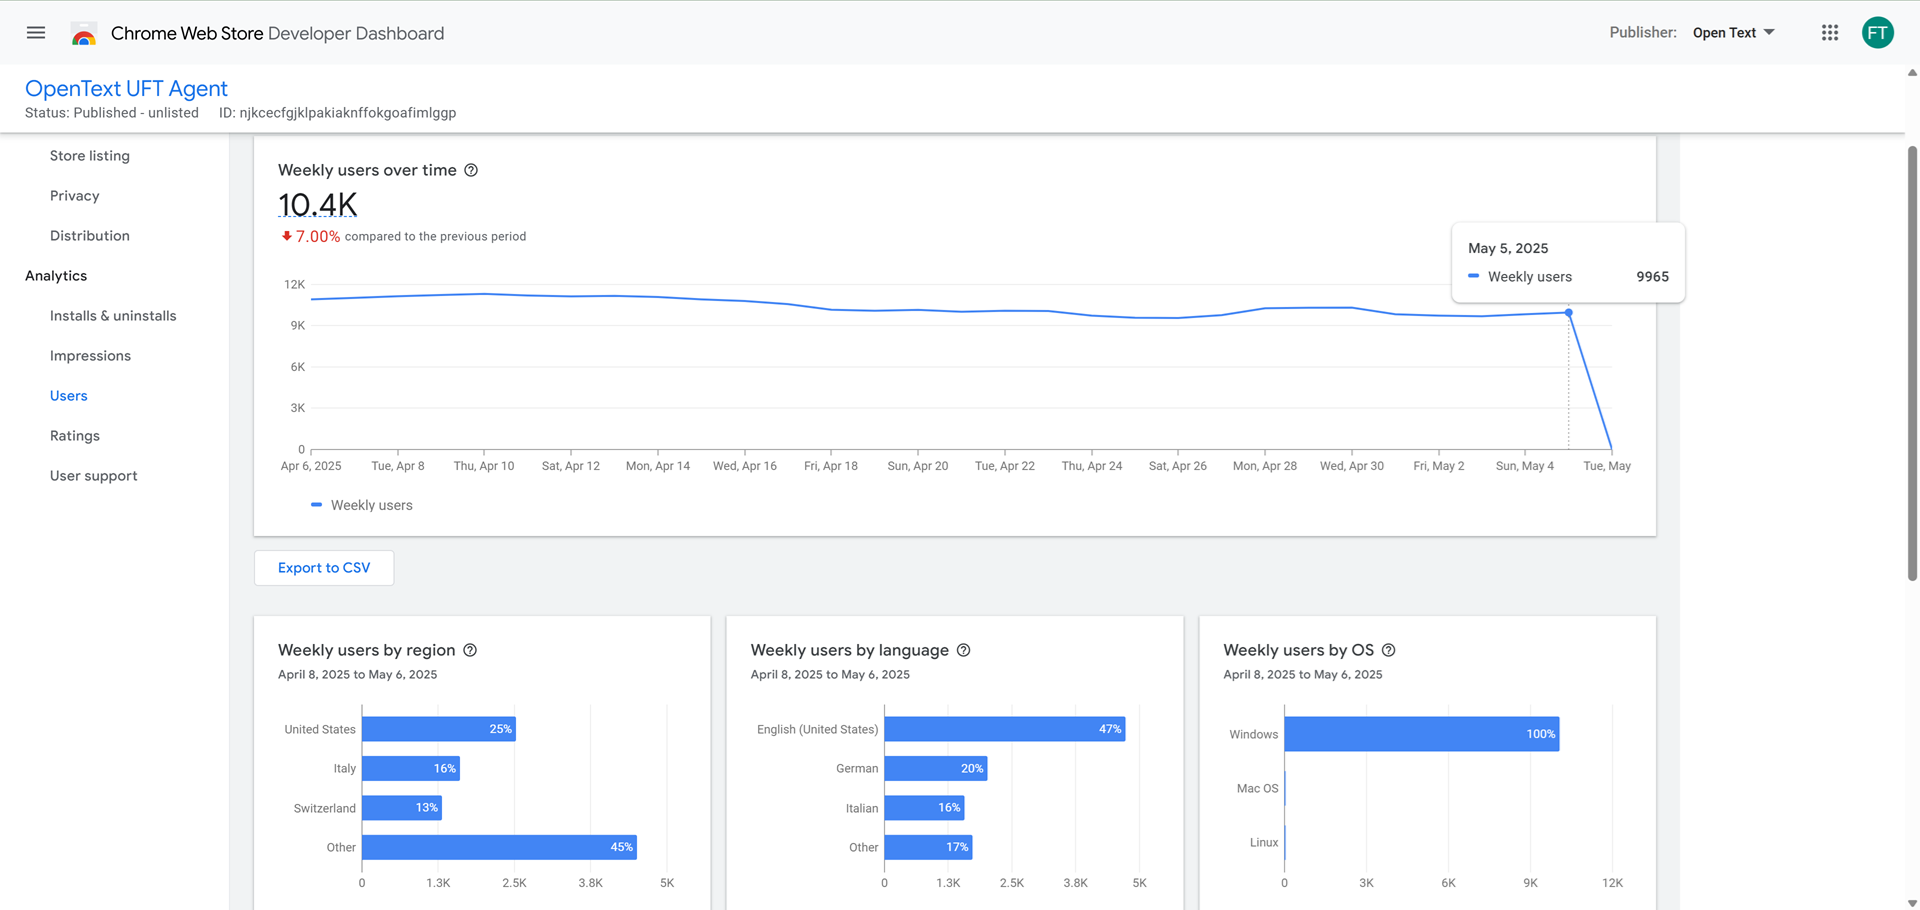 Chrome Web Store Developer Dashboard
Publisher: Open Text
FT
OpenText UFT Agent
Status: Published - unlisted ID: njkcecfgjklpakiaknffokgoafimlggp
Store listing
Privacy
Distribution
Analytics
Installs & uninstalls
Impressions
Users
Ratings
User support
Weekly users over time
10.4K
7.00% compared to the previous period
May 5, 2025
Weekly users 9965
12K
9K
6K
3K
0
Apr 6, 2025 Tue, Apr 8 Thu, Apr 10 Sat, Apr 12 Mon, Apr 14 Wed, Apr 16 Fri, Apr 18 Sun, Apr 20 Tue, Apr 22 Thu, Apr 24 Sat, Apr 26 Mon, Apr 28 Wed, Apr 30 Fri, May 2 Sun, May 4 Tue, May
Weekly users
Export to CSV
Weekly users by region
April 8, 2025 to May 6, 2025
United States 25%
Italy 16%
Switzerland 13%
Other 45%
0 1.3K 2.5K 3.8K 5K
Weekly users by language
April 8, 2025 to May 6, 2025
English (United States) 47%
German 20%
Italian 16%
Other 17%
0 1.3K 2.5K 3.8K 5K
Weekly users by OS
April 8, 2025 to May 6, 2025
Windows 100%
Mac OS
Linux
0 3K 6K 9K 12K